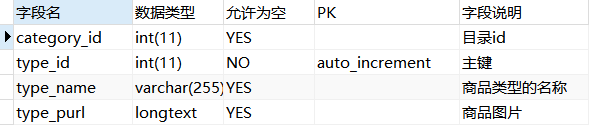 字段名 数据类型 允许为空 PK 字段说明
category_id int(11) YES 目录id
type_id int(11) NO auto_increment 主键
type_name varchar(255) YES 商品类型的名称
type_purl longtext YES 商品图片